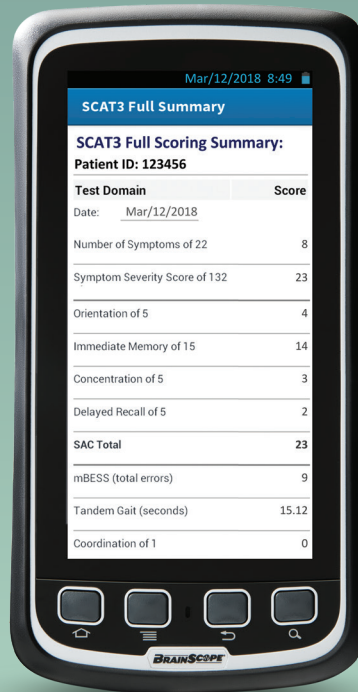 Mar/12/2018 8:49
SCAT3 Full Summary
SCAT3 Full Scoring Summary:
Patient ID: 123456
Test Domain Score
Date: Mar/12/2018
Number of Symptoms of 22 8
Symptom Severity Score of 132 23
Orientation of 5 4
Immediate Memory of 15 14
Concentration of 5 3
Delayed Recall of 5 2
SAC Total 23
mBESS (total errors) 9
Tandem Gait (seconds) 15.12
Coordination of 1 0
BRAINSCOPE